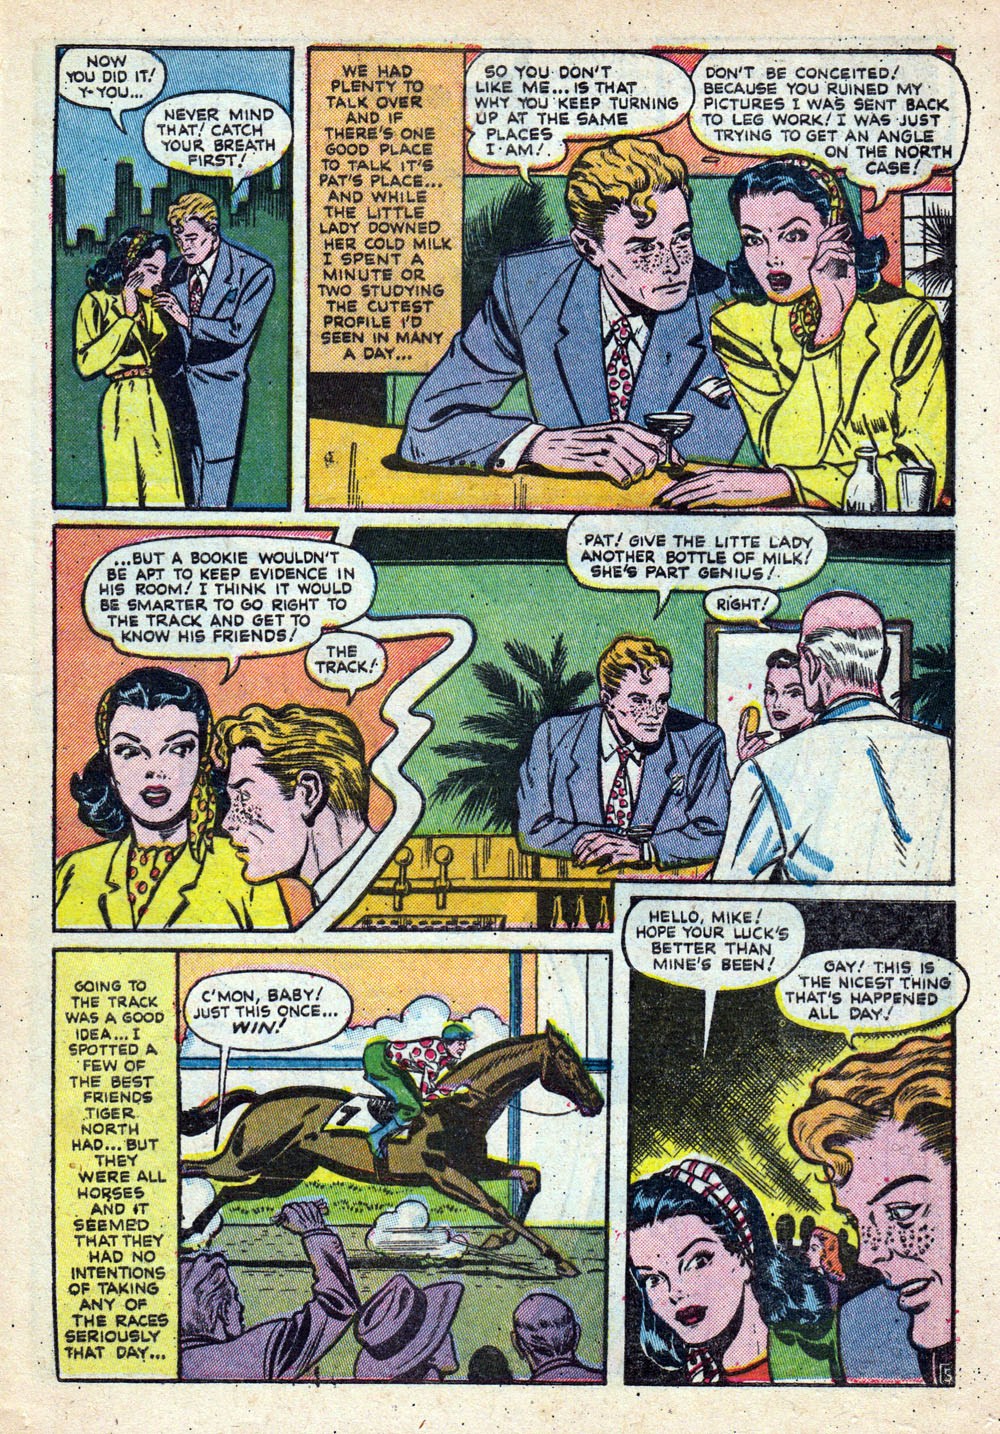 NOW
YOU DID IT!
Y-YOU...
NEVER MIND
THAT! CATCH
YOUR BREATH
FIRST!
WE HAD
PLENTY TO
TALK OVER
AND IF
THERE'S ONE
GOOD PLACE
TO TALK IT'S
PAT'S PLACE...
AND WHILE
THE LITTLE
LADY DOWNED
HER COLD MILK
I SPENT A
MINUTE OR
TWO STUDYING
THE CUTEST
PROFILE I'D
SEEN IN MANY
A DAY...
SO YOU DON'T
LIKE ME... IS THAT
WHY YOU KEEP TURNING
UP AT THE SAME
PLACES
I AM!
DON'T BE CONCEITED!
BECAUSE YOU RUINED MY
PICTURES I WAS SENT BACK
TO LEG WORK! I WAS JUST
TRYING TO GET AN ANGLE
ON THE NORTH
CASE!
MILK
...BUT A BOOKIE WOULDN'T
BE APT TO KEEP EVIDENCE IN
HIS ROOM! I THINK IT WOULD
BE SMARTER TO GO RIGHT TO
THE TRACK AND GET TO
KNOW HIS FRIENDS!
THE
TRACK!
PAT! GIVE THE LITTE LADY
ANOTHER BOTTLE OF MILK!
SHE'S PART GENIUS!
RIGHT!
GOING TO
THE TRACK
WAS A GOOD
IDEA... I
SPOTTED A
FEW OF
THE BEST
FRIENDS
TIGER
NORTH
HAD... BUT
THEY
WERE ALL
HORSES
AND IT
SEEMED
THAT THEY
HAD NO
INTENTIONS
OF TAKING
ANY OF
THE RACES
SERIOUSLY
THAT DAY...
C'MON, BABY!
JUST THIS ONCE...
WIN!
7
HELLO, MIKE!
HOPE YOUR LUCK'S
BETTER THAN
MINE'S BEEN!
GAY! THIS IS
THE NICEST THING
THAT'S HAPPENED
ALL DAY!
5